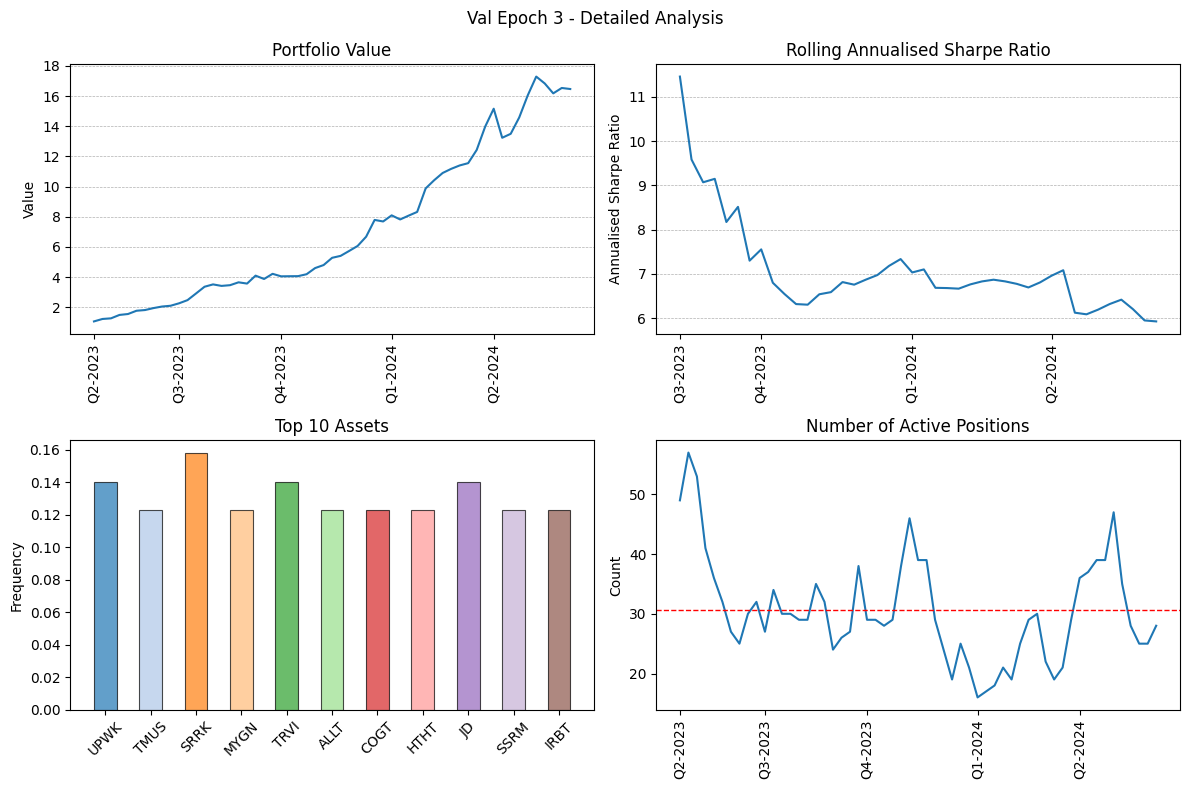 Val Epoch 3 - Detailed Analysis
Portfolio Value
Value
18
16
14
12
10
8
6
4
2
Q2-2023
Q3-2023
Q4-2023
Q1-2024
Q2-2024
Rolling Annualised Sharpe Ratio
Annualised Sharpe Ratio
11
10
9
8
7
6
Q3-2023
Q4-2023
Q1-2024
Q2-2024
Top 10 Assets
Frequency
0.16
0.14
0.12
0.10
0.08
0.06
0.04
0.02
0.00
UPWK
TMUS
SRRK
MYGN
TRVI
ALLT
COGT
HTHT
JD
SSRM
IRBT
Number of Active Positions
Count
50
40
30
20
Q2-2023
Q3-2023
Q4-2023
Q1-2024
Q2-2024